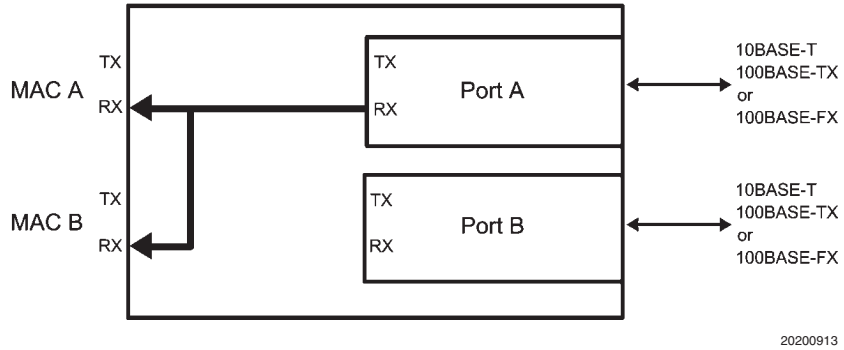 TX
TX
10BASE-T
100BASE-TX
or
100BASE-FX
MAC A
Port A
RX
RX
TX
TX
10BASE-T
100BASE-TX
or
100BASE-FX
MAC B
Port B
RX
RX
20200913